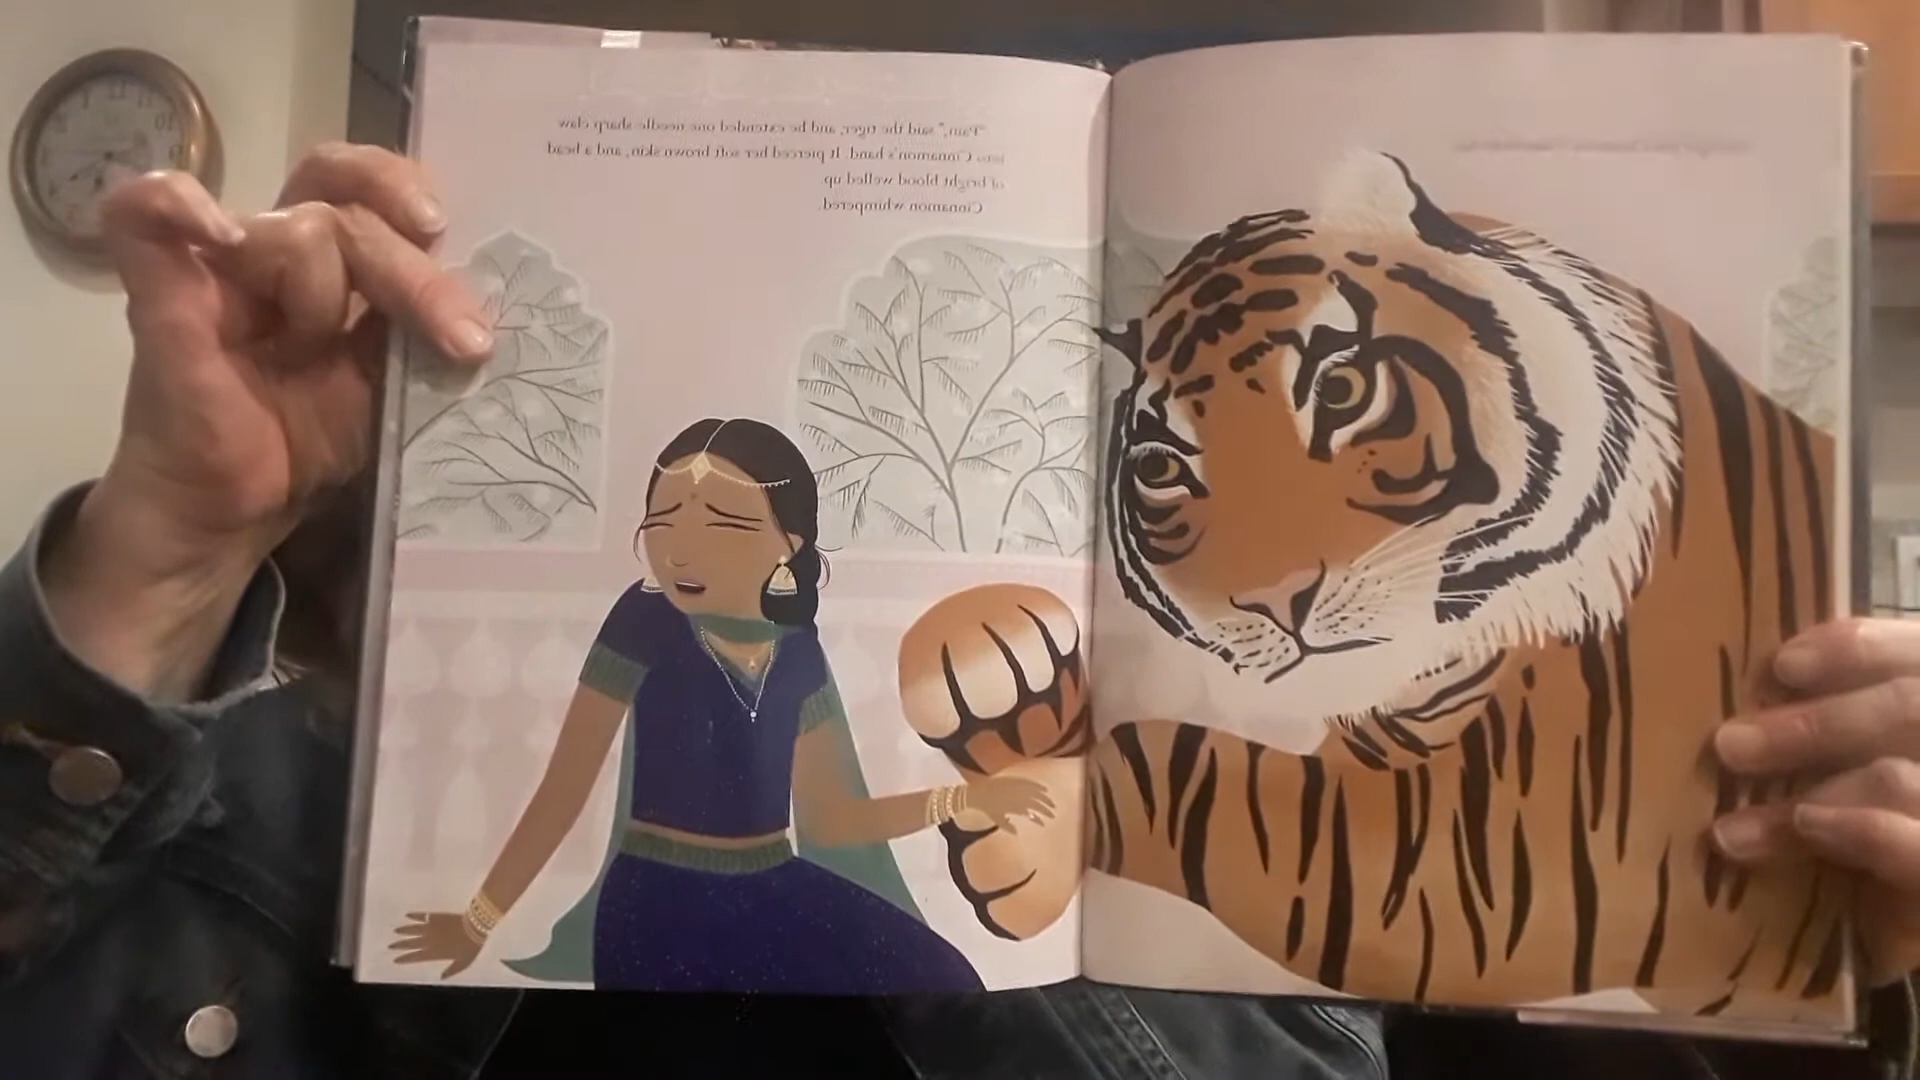 "Pain," said the tiger, and he extended one needle-sharp claw
into Cinnamon's hand. It pierced her soft brown skin, and a bead
of bright blood welled up
Cinnamon whimpered.